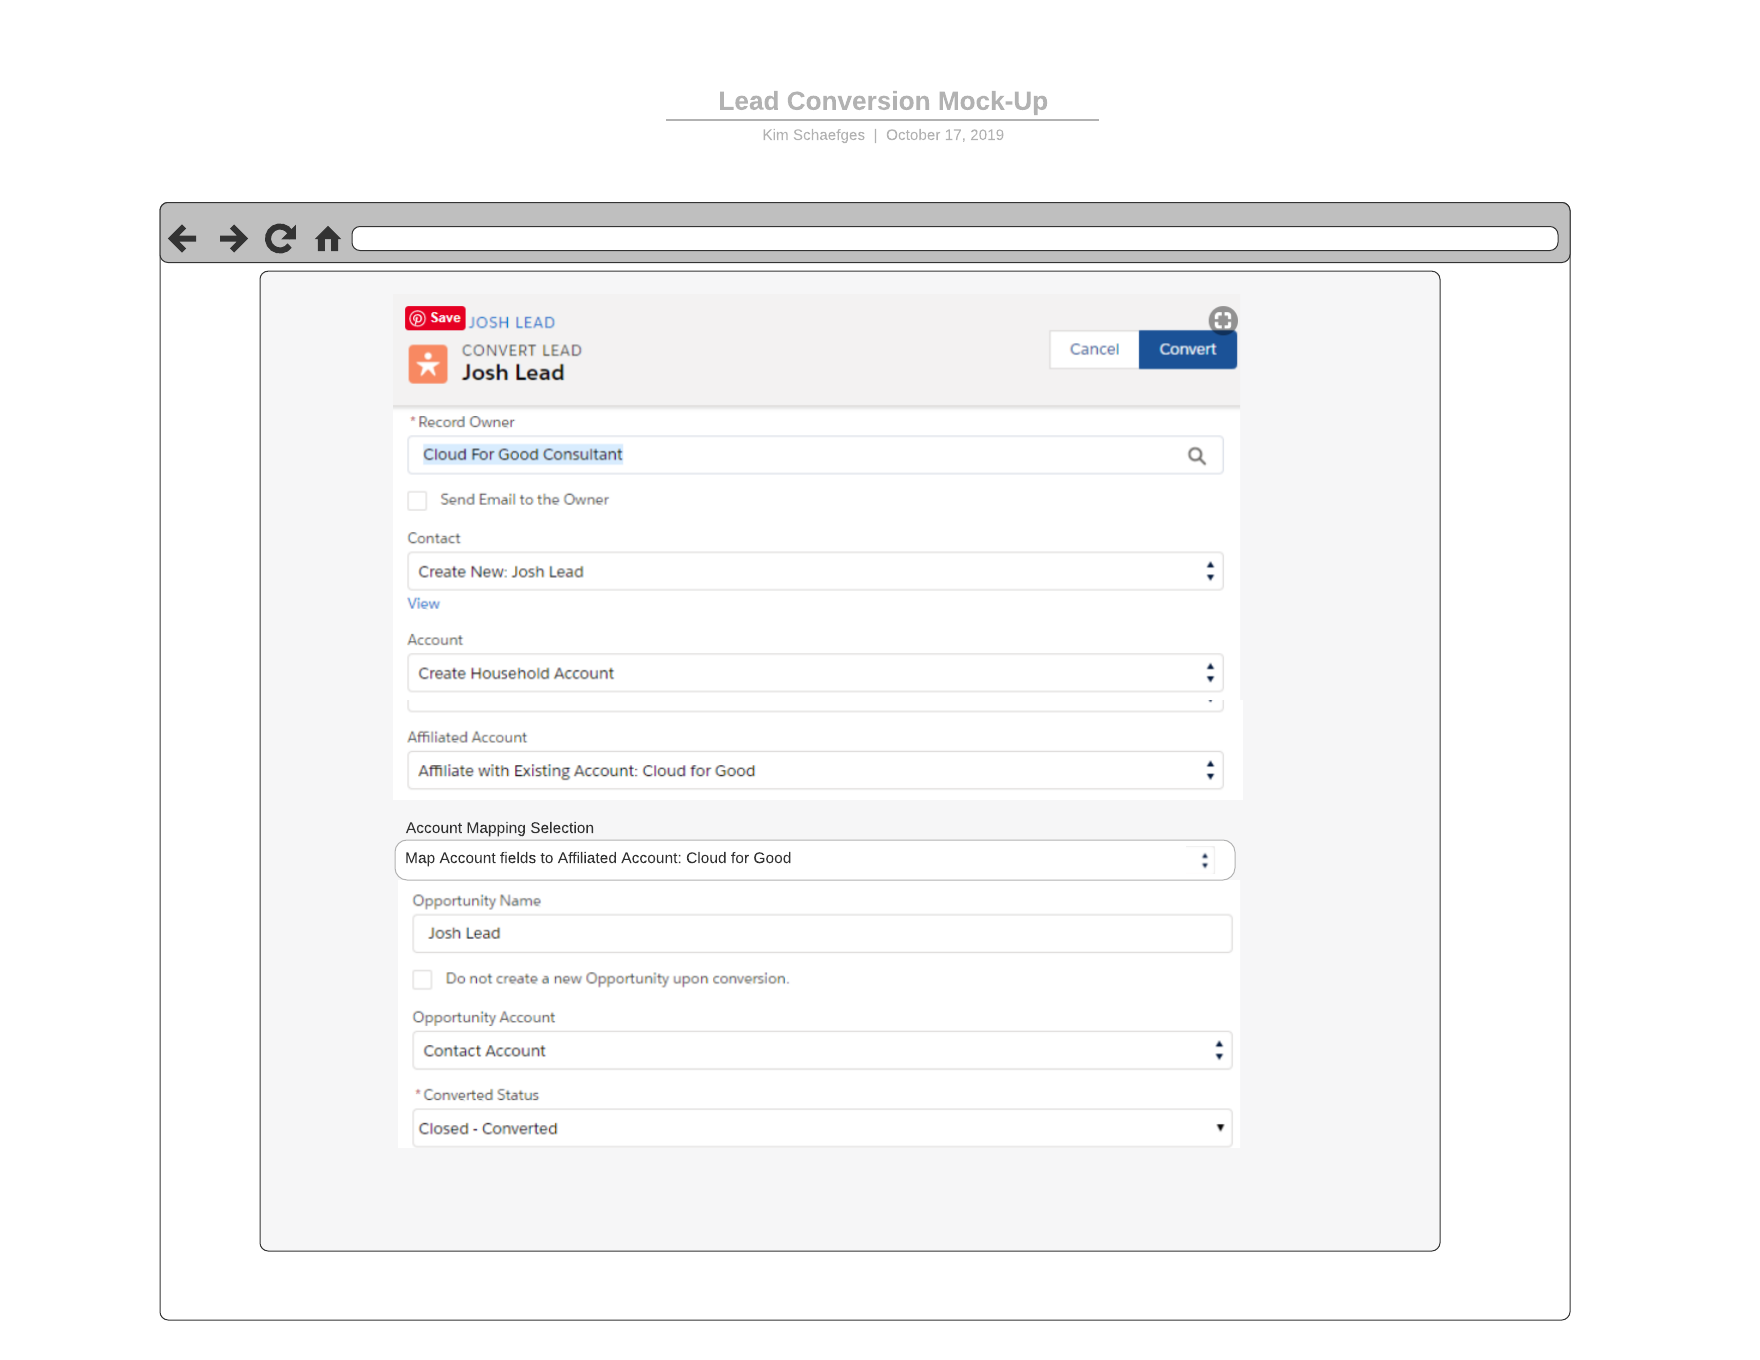 Lead Conversion Mock-Up
Kim Schaefges | October 17, 2019
Save JOSH LEAD
CONVERT LEAD
Josh Lead
Cancel Convert
* Record Owner
Cloud For Good Consultant
Send Email to the Owner
Contact
Create New: Josh Lead
View
Account
Create Household Account
Affiliated Account
Affiliate with Existing Account: Cloud for Good
Account Mapping Selection
Map Account fields to Affiliated Account: Cloud for Good
Opportunity Name
Josh Lead
Do not create a new Opportunity upon conversion.
Opportunity Account
Contact Account
* Converted Status
Closed - Converted